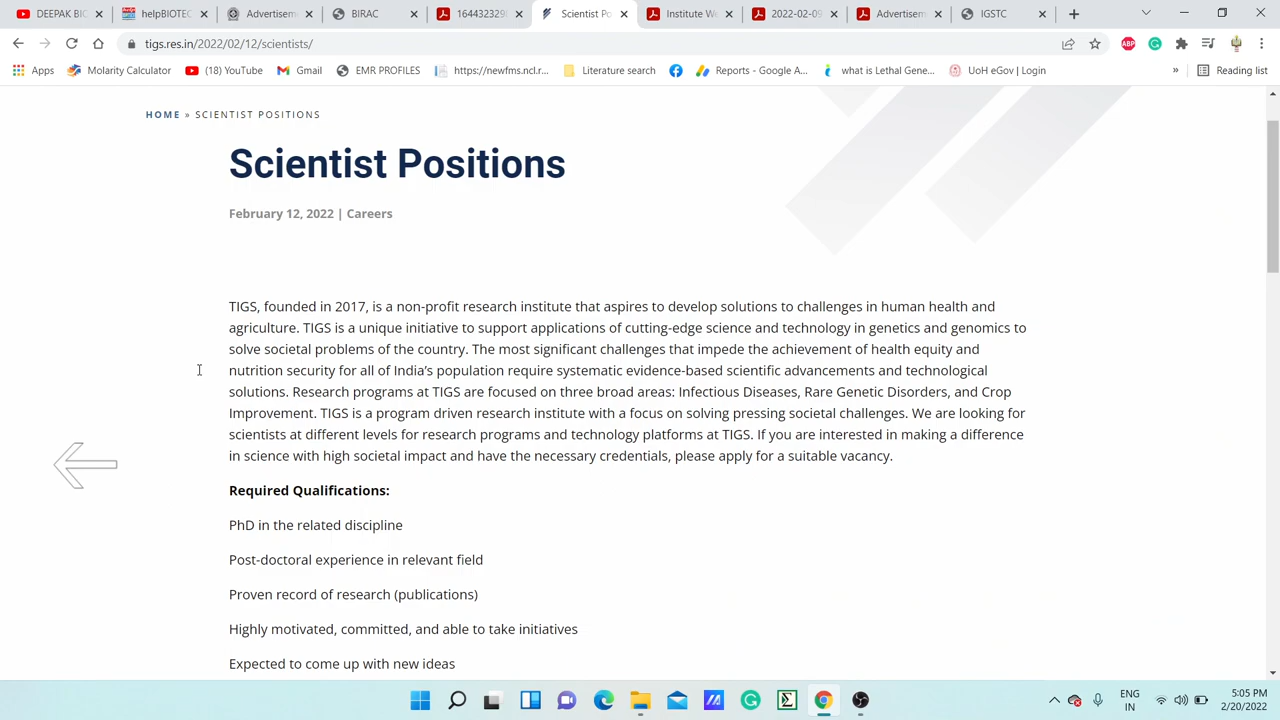 DEEPAK BIO
helpBIOTEC
Advertisem
BIRAC
164432329
Scientist Po
Institute W
2022-02-09
Advertisem
IGSTC
tigs.res.in/2022/02/12/scientists/
ABP
Apps
Molarity Calculator
(18) YouTube
Gmail
EMR PROFILES
https://newfms.ncl.r...
Literature search
Reports - Google A...
what is Lethal Gene...
UoH eGov | Login
»
Reading list
HOME » SCIENTIST POSITIONS
Scientist Positions
February 12, 2022 | Careers
TIGS, founded in 2017, is a non-profit research institute that aspires to develop solutions to challenges in human health and
agriculture. TIGS is a unique initiative to support applications of cutting-edge science and technology in genetics and genomics to
solve societal problems of the country. The most significant challenges that impede the achievement of health equity and
nutrition security for all of India’s population require systematic evidence-based scientific advancements and technological
solutions. Research programs at TIGS are focused on three broad areas: Infectious Diseases, Rare Genetic Disorders, and Crop
Improvement. TIGS is a program driven research institute with a focus on solving pressing societal challenges. We are looking for
scientists at different levels for research programs and technology platforms at TIGS. If you are interested in making a difference
in science with high societal impact and have the necessary credentials, please apply for a suitable vacancy.
Required Qualifications:
PhD in the related discipline
Post-doctoral experience in relevant field
Proven record of research (publications)
Highly motivated, committed, and able to take initiatives
Expected to come up with new ideas
ENG
IN
5:05 PM
2/20/2022